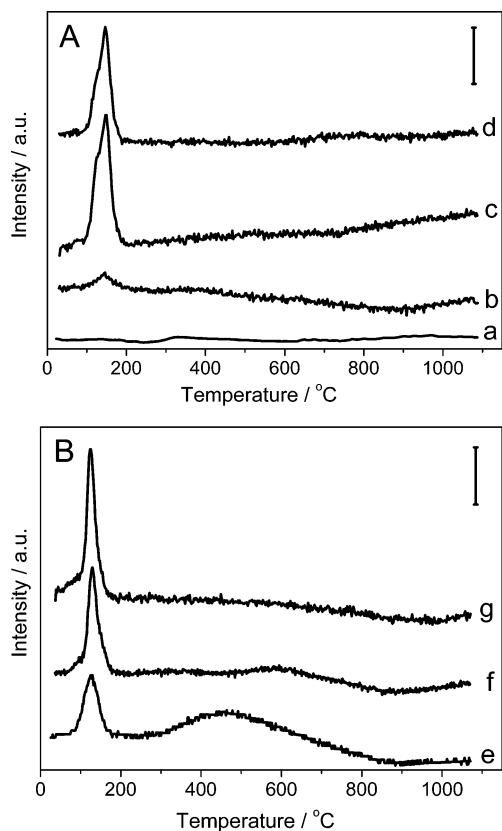 A
d
c
b
a
Intensity / a.u.
0 200 400 600 800 1000
Temperature / °C
B
g
f
e
Intensity / a.u.
0 200 400 600 800 1000
Temperature / °C